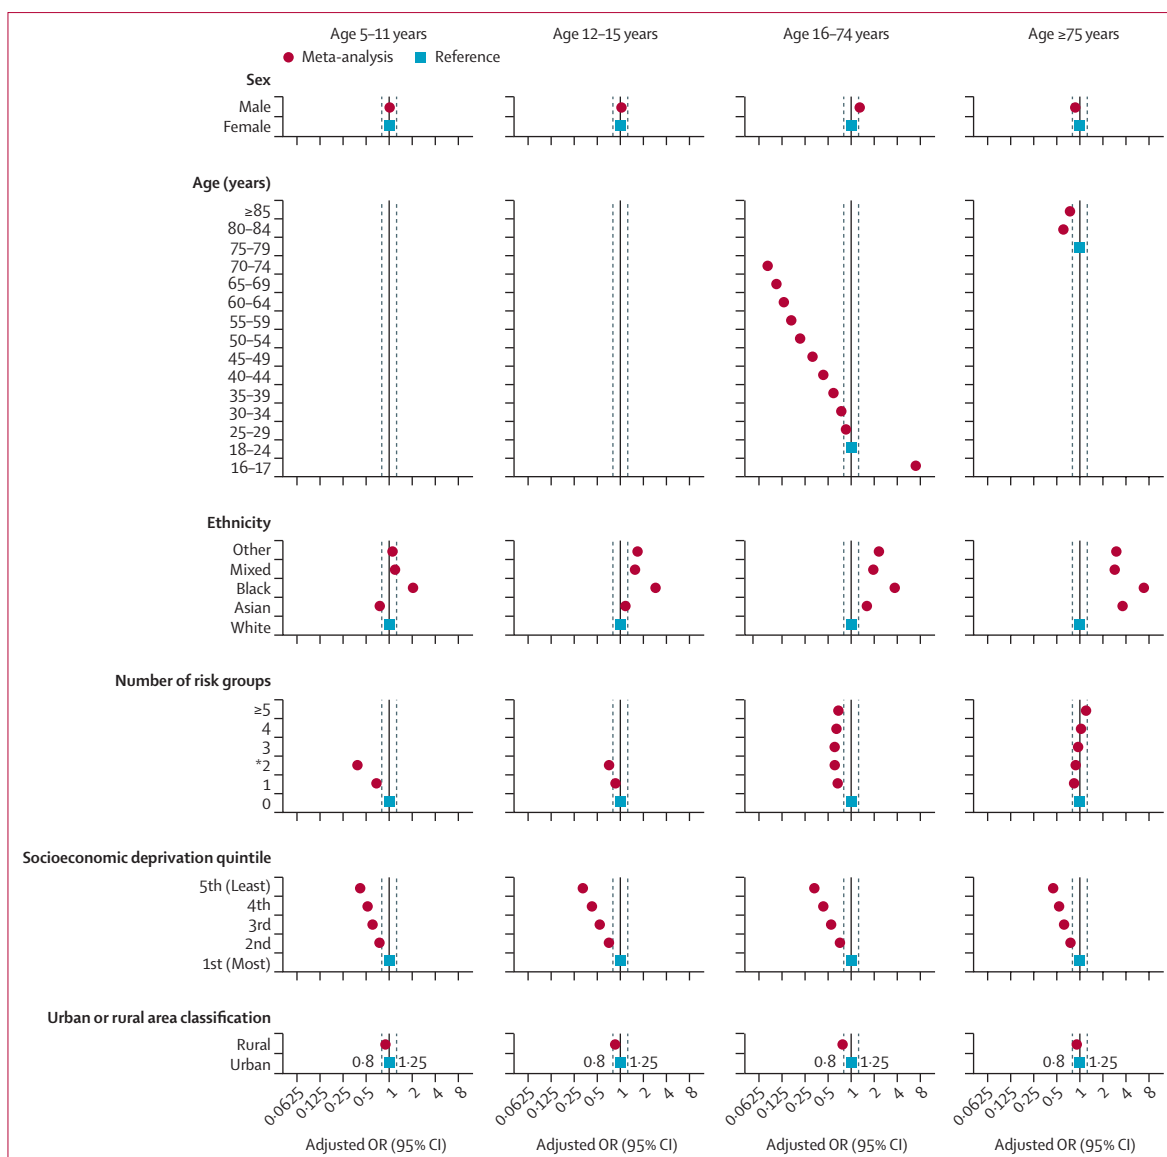 Age 5–11 years Age 12–15 years Age 16–74 years Age ≥75 years
Meta-analysis Reference
Sex
Male
Female
Age (years)
≥85
80–84
75–79
70–74
65–69
60–64
55–59
50–54
45–49
40–44
35–39
30–34
25–29
18–24
16–17
Ethnicity
Other
Mixed
Black
Asian
White
Number of risk groups
≥5
4
3
*2
1
0
Socioeconomic deprivation quintile
5th (Least)
4th
3rd
2nd
1st (Most)
Urban or rural area classification
Rural
Urban 0·8 1·25 0·8 1·25 0·8 1·25 0·8 1·25
0·0625 0·125 0·25 0·5 1 2 4 8 0·0625 0·125 0·25 0·5 1 2 4 8 0·0625 0·125 0·25 0·5 1 2 4 8 0·0625 0·125 0·25 0·5 1 2 4 8
Adjusted OR (95% CI) Adjusted OR (95% CI) Adjusted OR (95% CI) Adjusted OR (95% CI)